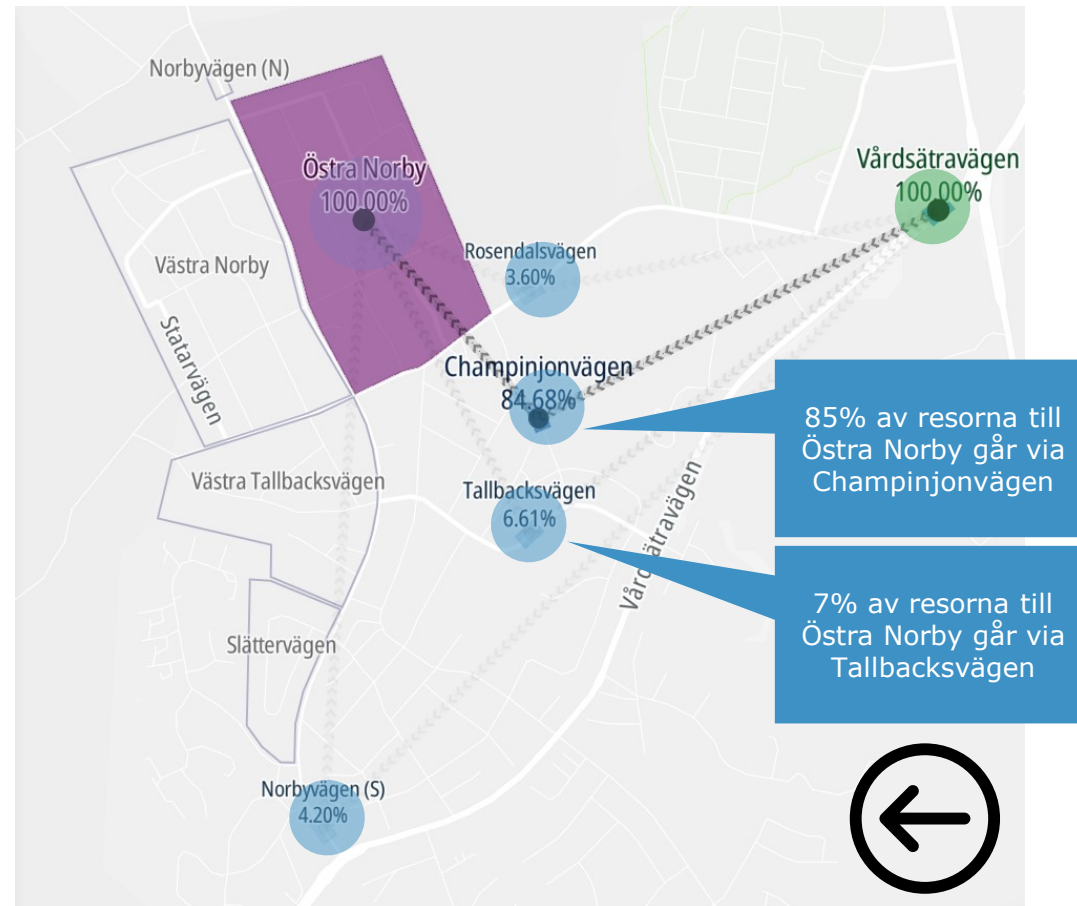 Norbyvägen (N)
Östra Norby
100.00%
Vårdsätravägen
100.00%
Västra Norby
Rosendalsvägen
3.60%
Statarvägen
Champinjonvägen
84.68%
85% av resorna till
Östra Norby går via
Champinjonvägen
Västra Tallbacksvägen
Tallbacksvägen
6.61%
Vårdsätravägen
7% av resorna till
Östra Norby går via
Tallbacksvägen
Slättervägen
Norbyvägen (S)
4.20%